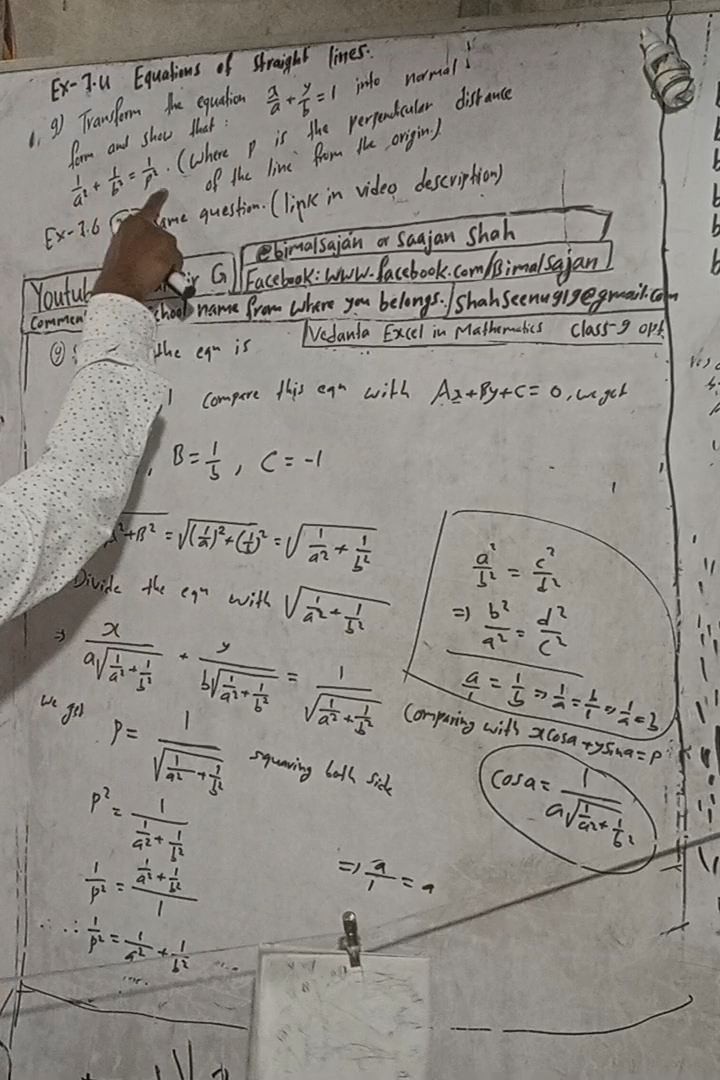 Ex-7.4 Equations of straight lines.
1. g) Transform the equation x/a + y/b = 1 into normal
form and show that:
1/a² + 1/b² = 1/p². (where p is the perpendicular distance
of the line from the origin.)
Ex-7.6 same question. (link in video description)
Youtube G
@bimalsajan or Saajan Shah
Facebook: www.facebook.com/Bimalsajan
school name from where you belongs. / shahseenu919@gmail.com
Vedanta Excel in Mathematics class-9 opt
(g) the eqn is
1 compare this eqn with Ax+By+C = 0, we get
, B = 1/b, C = -1
√A²+B² = √(1/a)²+(1/b)² = √1/a² + 1/b²
Divide the eqn with √1/a² + 1/b²
⇒ x/a√1/a²+1/b² + y/b√1/a²+1/b² = 1/√1/a²+1/b²
a²/b² = c²/d²
⇒ b²/a² = d²/c²
Comparing with xcosα+ysinα=p
We get
p = 1/√1/a²+1/b² squaring both side
cosα = 1/a√1/a²+1/b²
p² = 1/1/a²+1/b²
1/p² = 1/a²+1/b²/1
⇒ a/1 = a
∴ 1/p² = 1/a² + 1/b²